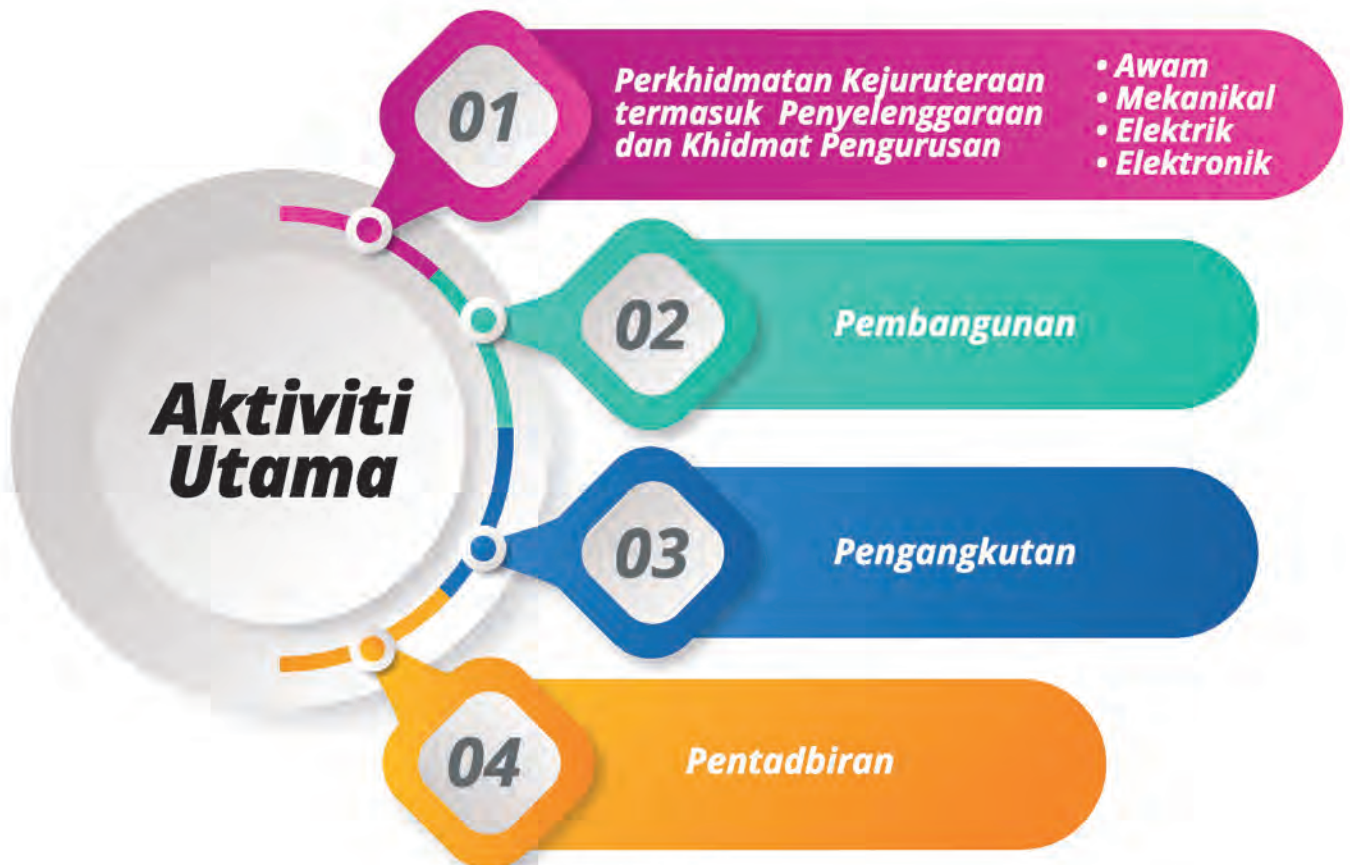 Aktiviti
Utama
01
Perkhidmatan Kejuruteraan
termasuk Penyelenggaraan
dan Khidmat Pengurusan
• Awam
• Mekanikal
• Elektrik
• Elektronik
02
Pembangunan
03
Pengangkutan
04
Pentadbiran